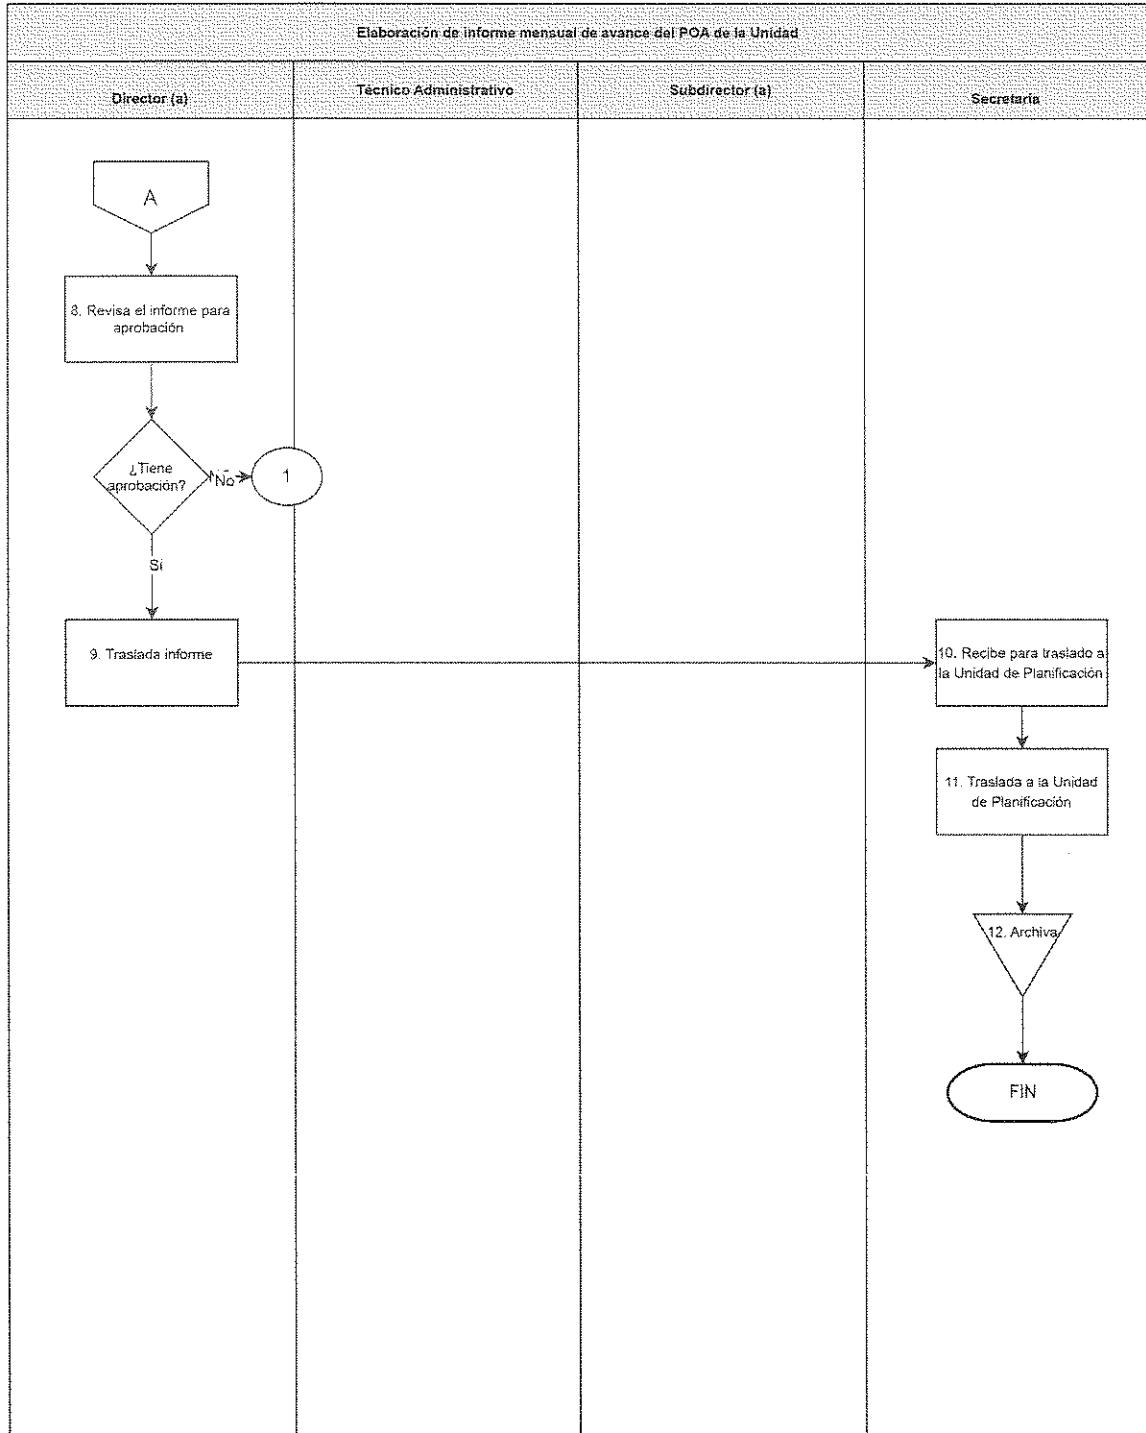 Elaboración de informe mensual de avance del POA de la Unidad
Director (a)
Técnico Administrativo
Subdirector (a)
Secretaria
A
8. Revisa el informe para
aprobación
¿Tiene
aprobación?
No
1
Sí
9. Traslada informe
10. Recibe para traslado a
la Unidad de Planificación
11. Traslada a la Unidad
de Planificación
12. Archiva
FIN